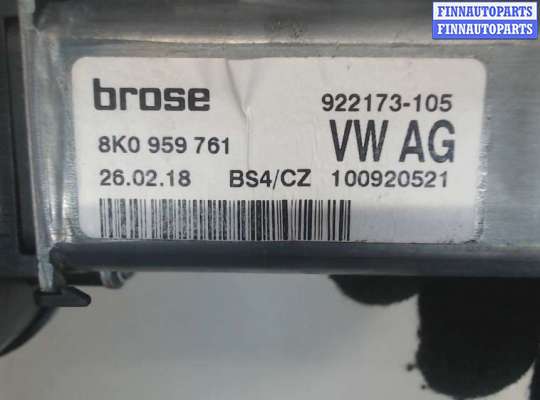 FINNAUTOPARTS
FINNAUTOPARTS
brose 922173-105
8K0 959 761 VW AG
26.02.18 BS4/CZ 100920521